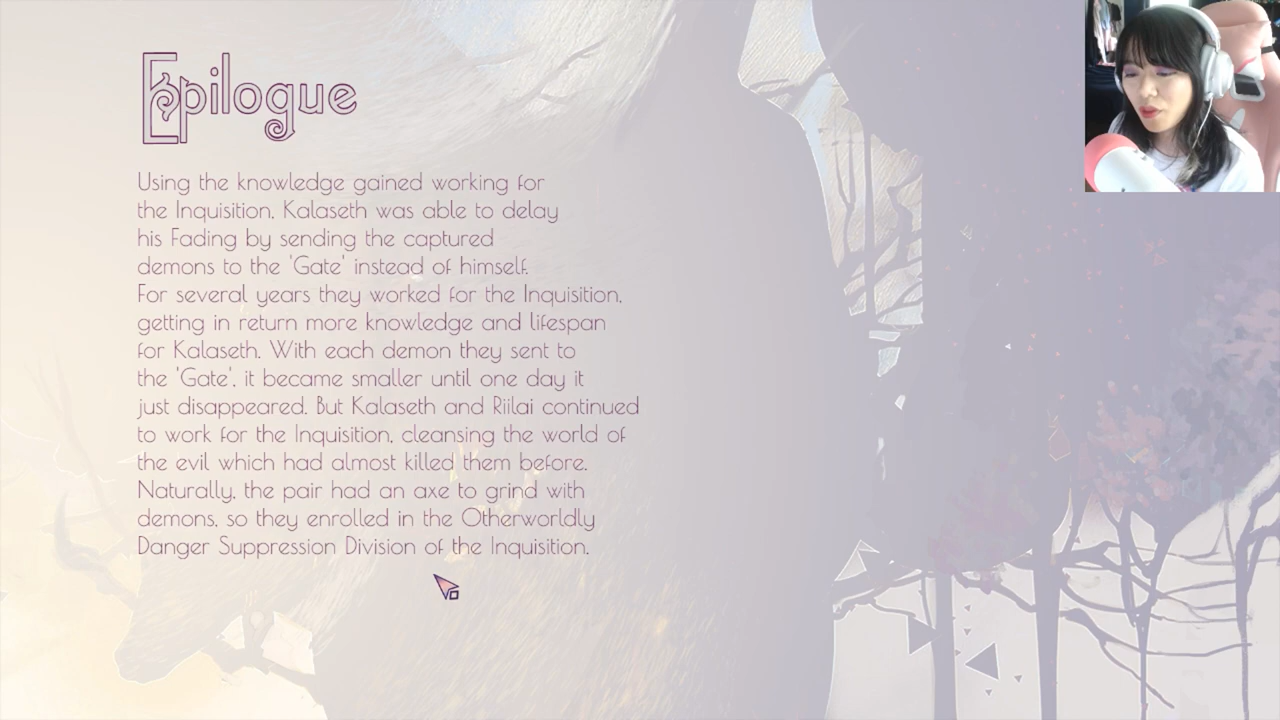 Epilogue
Using the knowledge gained working for
the Inquisition, Kalaseth was able to delay
his Fading by sending the captured
demons to the 'Gate' instead of himself.
For several years they worked for the Inquisition,
getting in return more knowledge and lifespan
for Kalaseth. With each demon they sent to
the 'Gate', it became smaller until one day it
just disappeared. But Kalaseth and Riilai continued
to work for the Inquisition, cleansing the world of
the evil which had almost killed them before.
Naturally, the pair had an axe to grind with
demons, so they enrolled in the Otherworldly
Danger Suppression Division of the Inquisition.